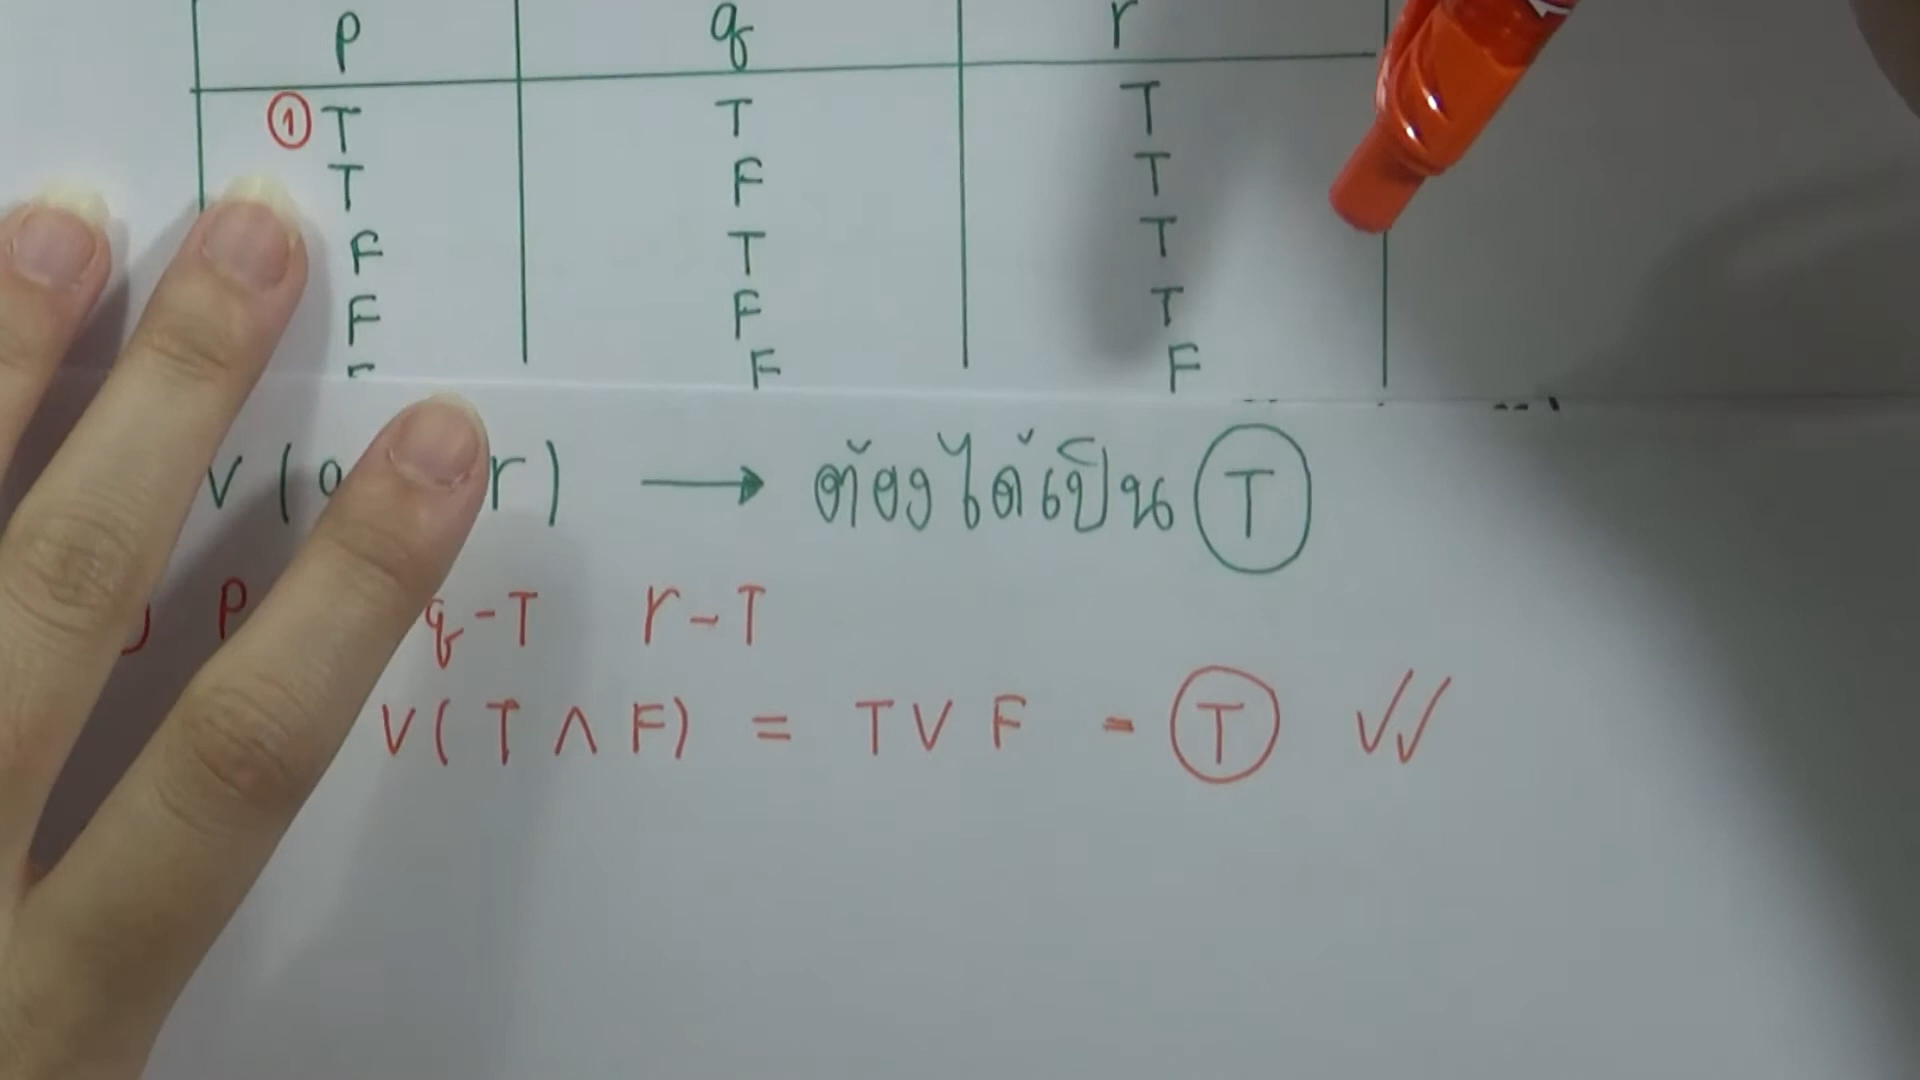 p q r
① T T T
T F T
F T T
F F T
F F
V ( r ) → ต้องได้เป็น T
p q - T r - T
V ( T ∧ F ) = T V F - T ✓✓